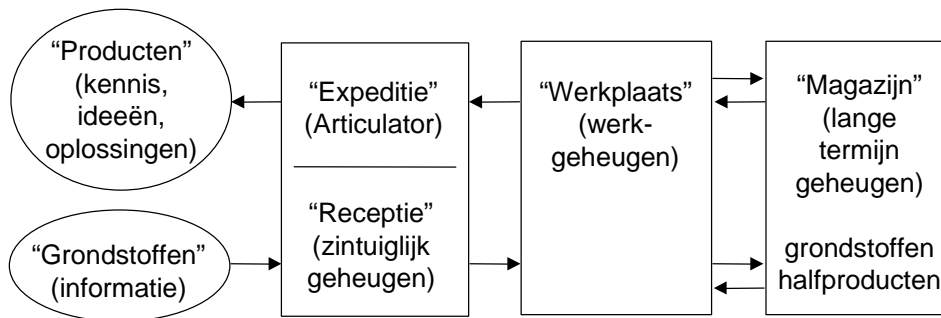 “Producten”
(kennis,
ideeën,
oplossingen)
“Grondstoffen”
(informatie)
“Expeditie”
(Articulator)
“Receptie”
(zintuiglijk
geheugen)
“Werkplaats”
(werk-
geheugen)
“Magazijn”
(lange
termijn
geheugen)
grondstoffen
halfproducten